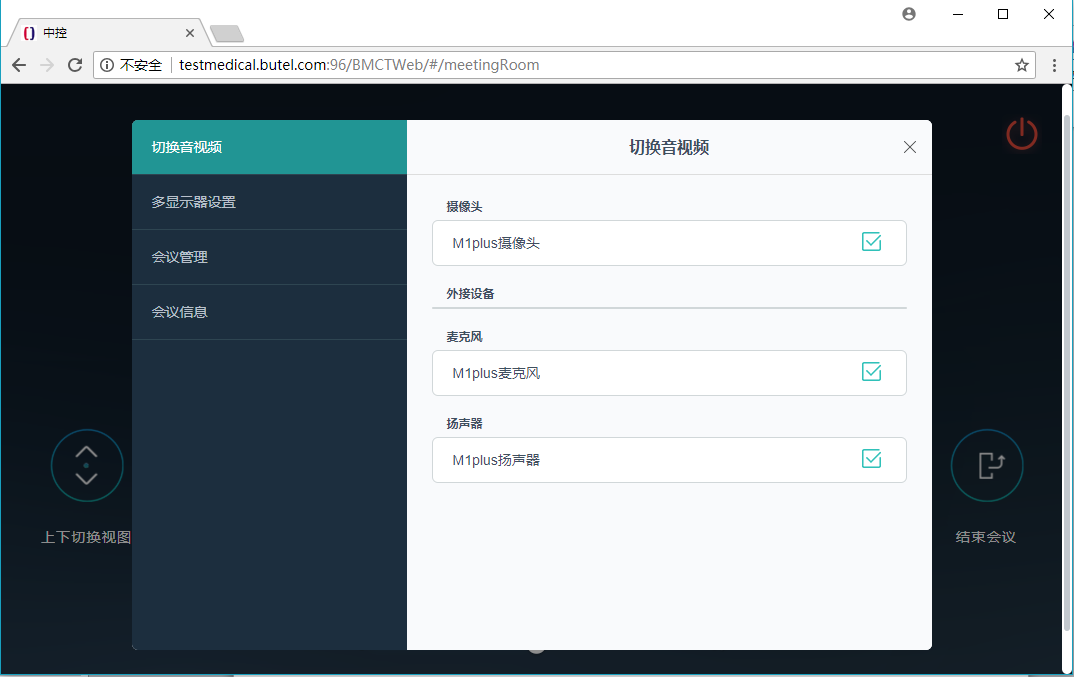 中控
不安全
testmedical.butel.com:96/BMCTWeb/#/meetingRoom
切换音视频
多显示器设置
会议管理
会议信息
切换音视频
摄像头
M1plus摄像头
外接设备
麦克风
M1plus麦克风
扬声器
M1plus扬声器
上下切换视图
结束会议